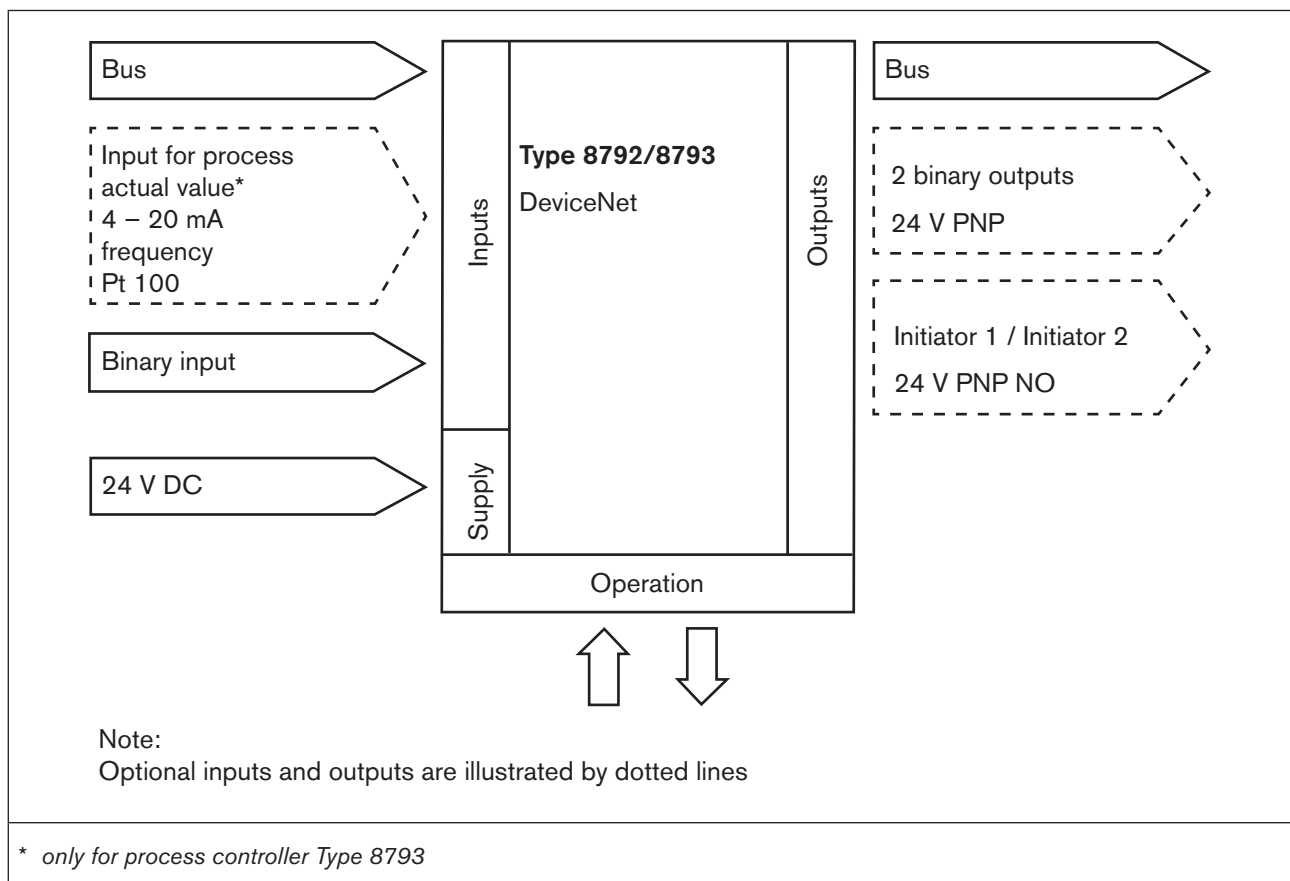 Bus
Input for process
actual value*
4 – 20 mA
frequency
Pt 100
Binary input
24 V DC
Inputs
Supply
Type 8792/8793
DeviceNet
Outputs
Operation
Bus
2 binary outputs
24 V PNP
Initiator 1 / Initiator 2
24 V PNP NO
Note:
Optional inputs and outputs are illustrated by dotted lines
* only for process controller Type 8793